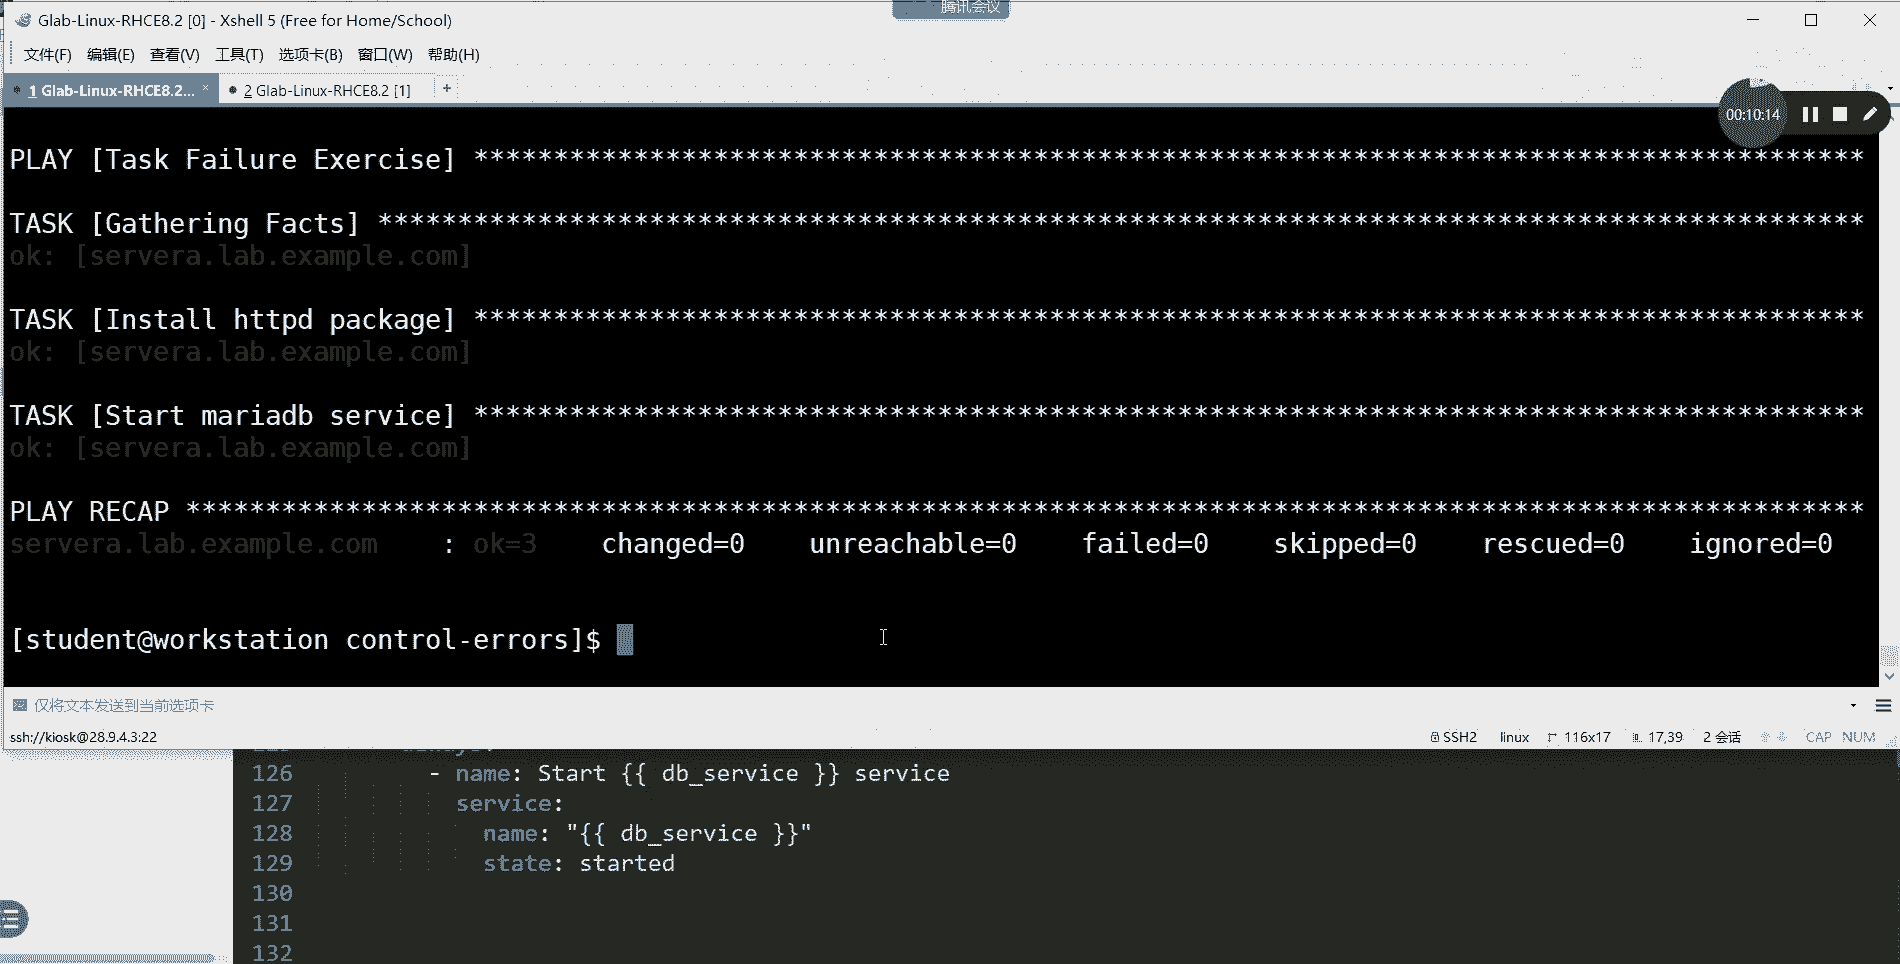 腾讯会议
Glab-Linux-RHCE8.2 [0] - Xshell 5 (Free for Home/School)
文件(F) 编辑(E) 查看(V) 工具(T) 选项卡(B) 窗口(W) 帮助(H)
1 Glab-Linux-RHCE8.2... × 2 Glab-Linux-RHCE8.2 [1] +
00:10:14
PLAY [Task Failure Exercise] **************************************************************************************
TASK [Gathering Facts] ********************************************************************************************
ok: [servera.lab.example.com]
TASK [Install httpd package] **************************************************************************************
ok: [servera.lab.example.com]
TASK [Start mariadb service] **************************************************************************************
ok: [servera.lab.example.com]
PLAY RECAP ********************************************************************************************************
servera.lab.example.com : ok=3 changed=0 unreachable=0 failed=0 skipped=0 rescued=0 ignored=0
[student@workstation control-errors]$
仅将文本发送到当前选项卡
ssh://kiosk@28.9.4.3:22 SSH2 linux 116x17 17,39 2 会话 CAP NUM
126 - name: Start {{ db_service }} service
127 service:
128 name: "{{ db_service }}"
129 state: started
130
131
132